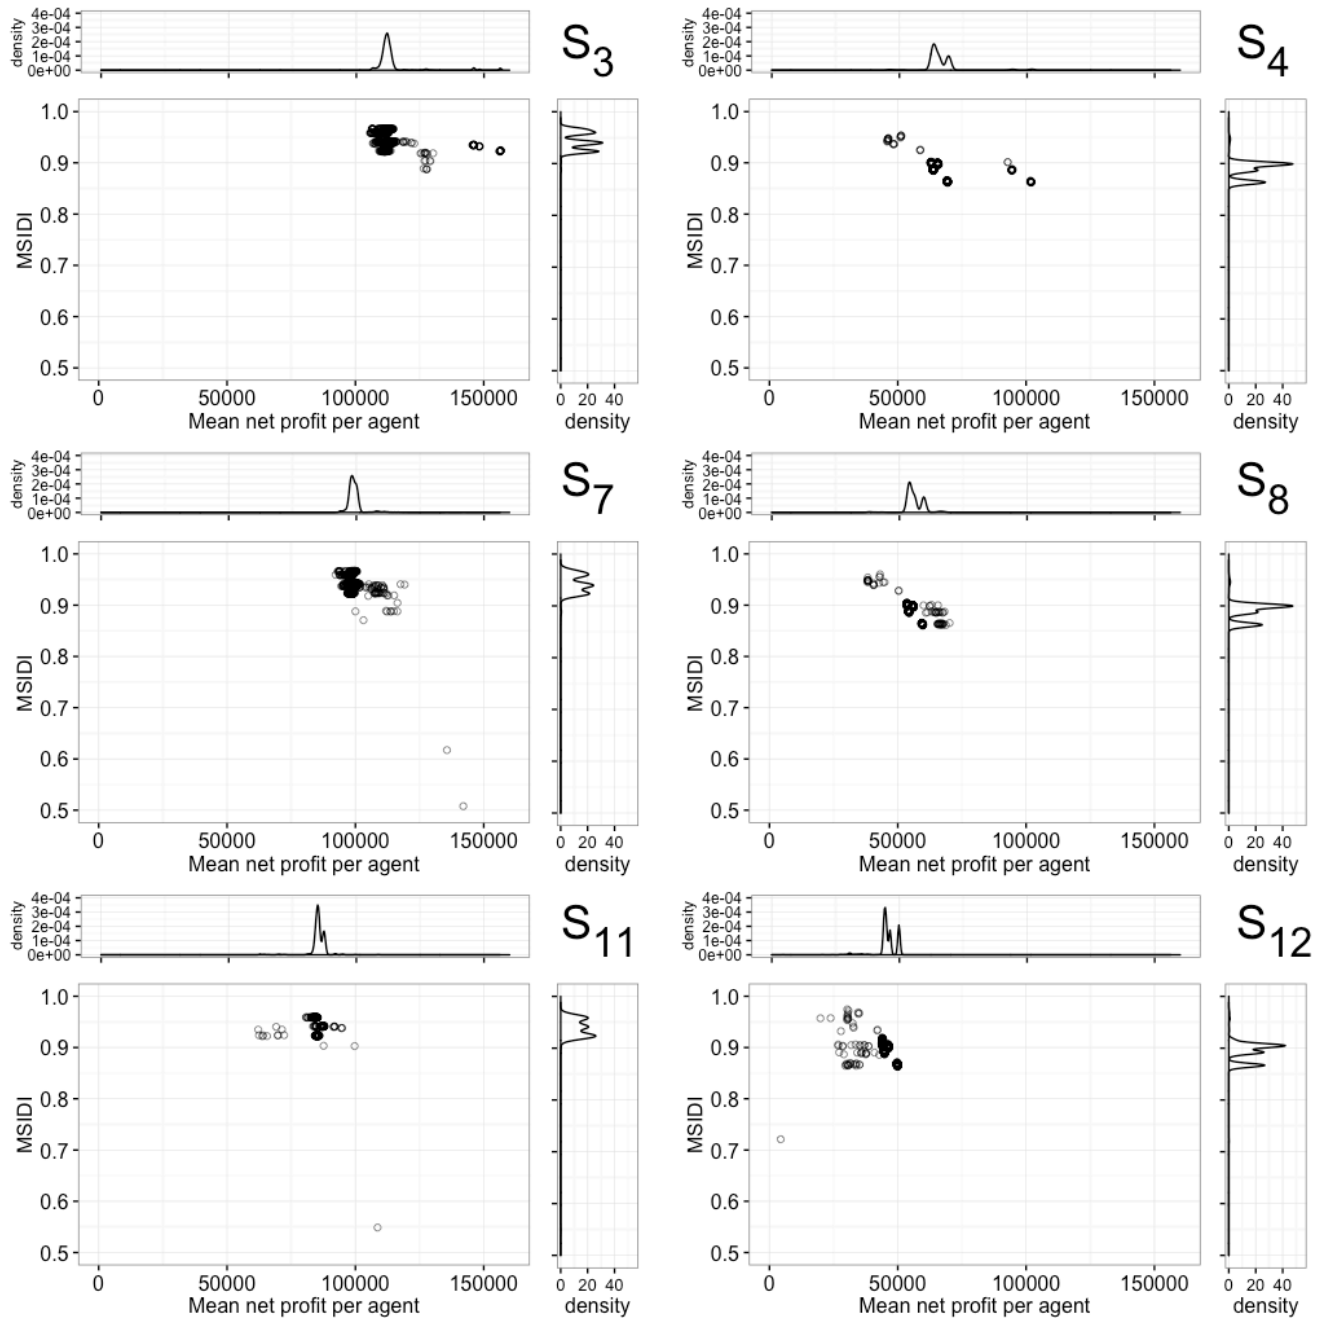 density
4e-04
3e-04
2e-04
1e-04
0e+00
S3
MSIDI
1.0
0.9
0.8
0.7
0.6
0.5
0 50000 100000 150000
Mean net profit per agent
0 20 40
density
density
4e-04
3e-04
2e-04
1e-04
0e+00
S4
MSIDI
1.0
0.9
0.8
0.7
0.6
0.5
0 50000 100000 150000
Mean net profit per agent
0 20 40
density
density
4e-04
3e-04
2e-04
1e-04
0e+00
S7
MSIDI
1.0
0.9
0.8
0.7
0.6
0.5
0 50000 100000 150000
Mean net profit per agent
0 20 40
density
density
4e-04
3e-04
2e-04
1e-04
0e+00
S8
MSIDI
1.0
0.9
0.8
0.7
0.6
0.5
0 50000 100000 150000
Mean net profit per agent
0 20 40
density
density
4e-04
3e-04
2e-04
1e-04
0e+00
S11
MSIDI
1.0
0.9
0.8
0.7
0.6
0.5
0 50000 100000 150000
Mean net profit per agent
0 20 40
density
density
4e-04
3e-04
2e-04
1e-04
0e+00
S12
MSIDI
1.0
0.9
0.8
0.7
0.6
0.5
0 50000 100000 150000
Mean net profit per agent
0 20 40
density